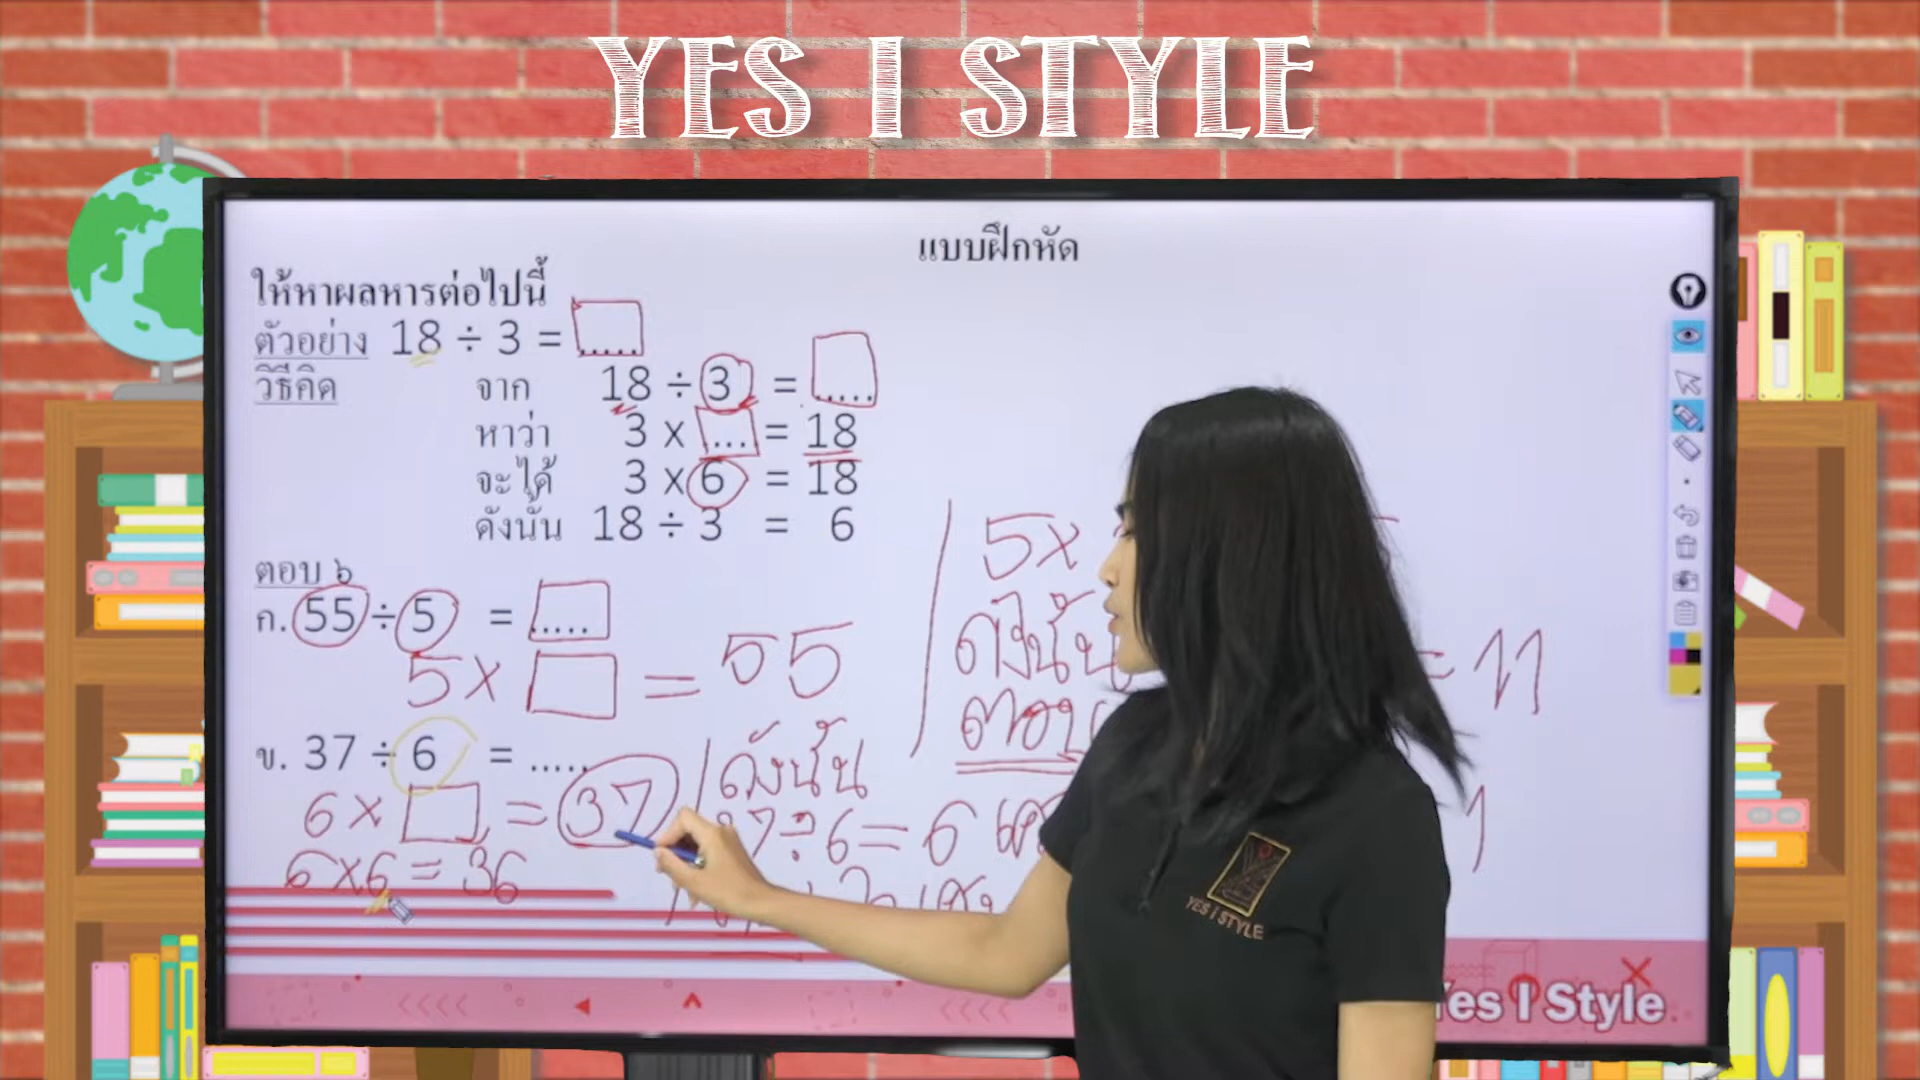 YES I STYLE
แบบฝึกหัด
ให้หาผลหารต่อไปนี้
ตัวอย่าง 18 ÷ 3 = .....
วิธีคิด จาก 18 ÷ 3 = .....
หาว่า 3 x .... = 18
จะได้ 3 x 6 = 18
ดังนั้น 18 ÷ 3 = 6
ตอบ ๖
ก. 55 ÷ 5 = .....
5 x □ = 55
5 x
ดังนั้น = 11
ตอบ
ข. 37 ÷ 6 = .....
6 x □ = 37
6 x 6 = 36
ดังนั้น
37 ÷ 6 = 6 เศ 1
YES i STYLE
Yes I Style